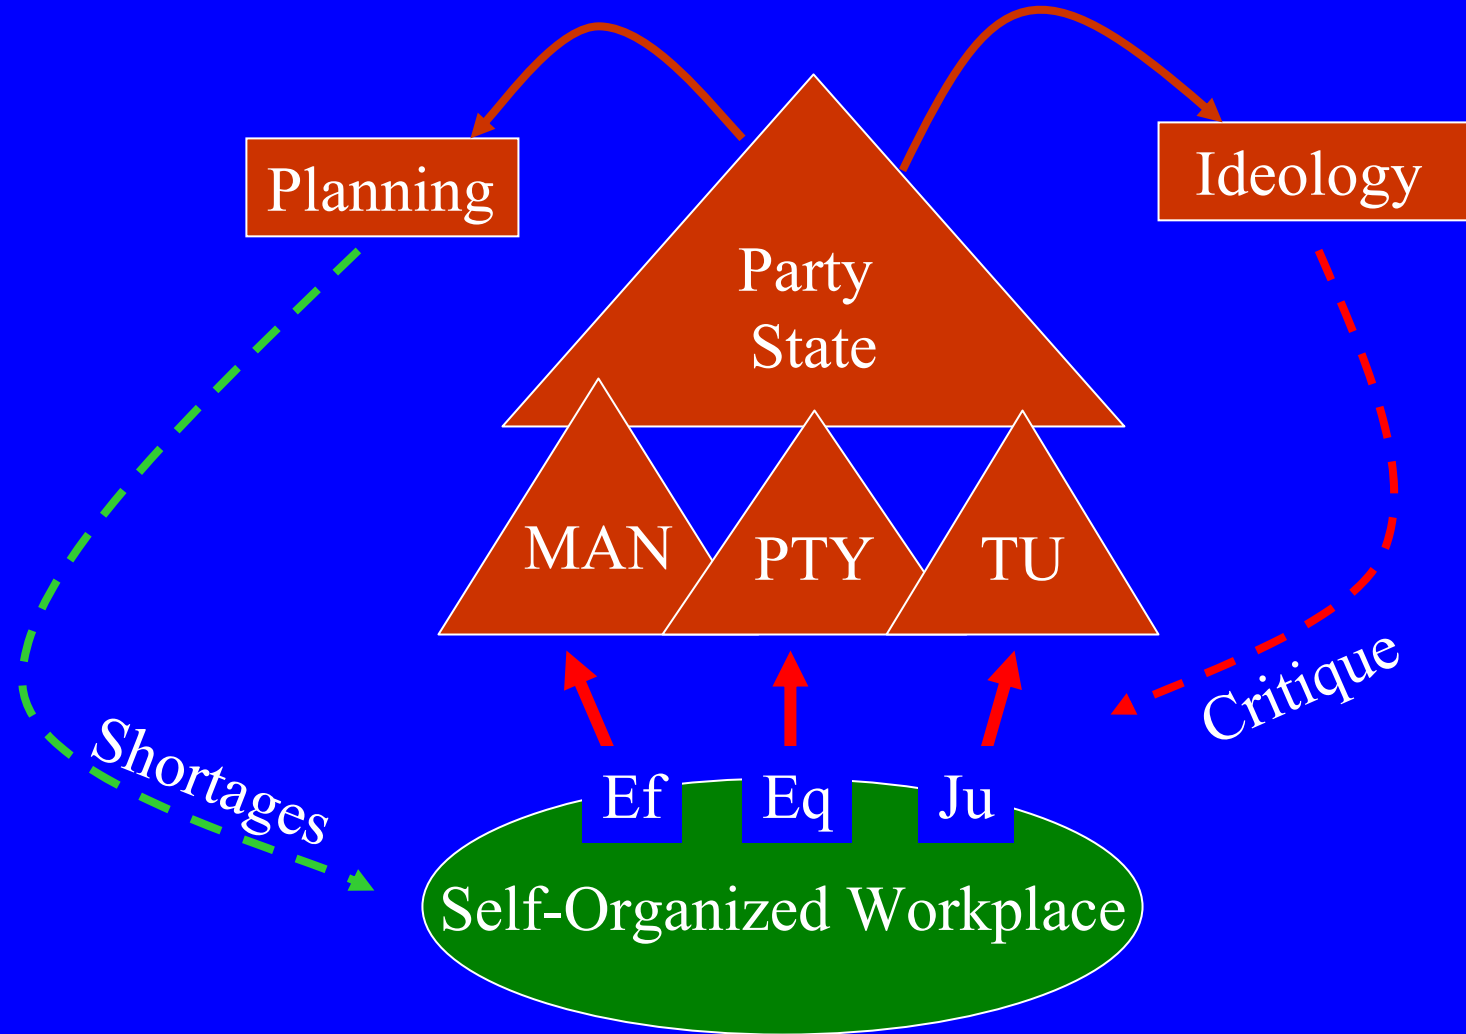 Planning
Ideology
Party
State
MAN
PTY
TU
Critique
Shortages
Ef
Eq
Ju
Self-Organized Workplace